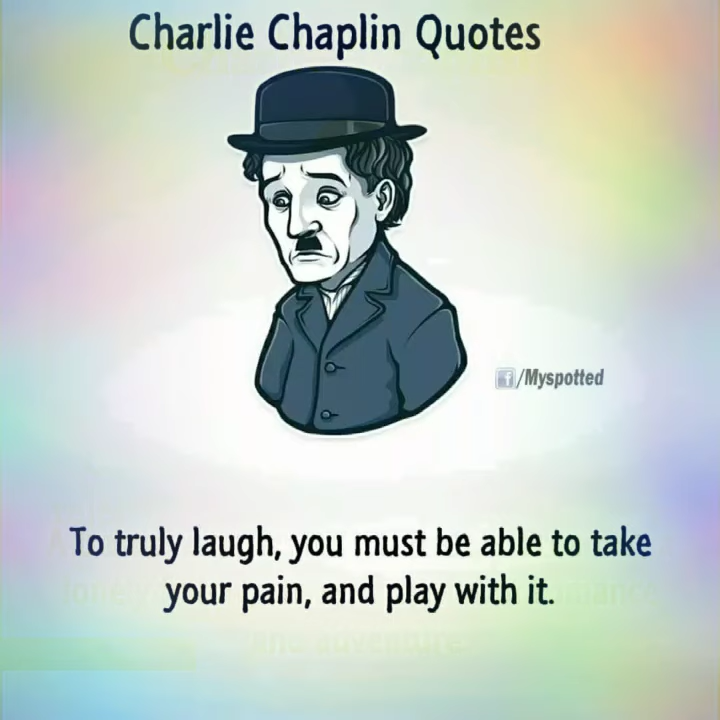 Charlie Chaplin Quotes
/Myspotted
To truly laugh, you must be able to take
your pain, and play with it.